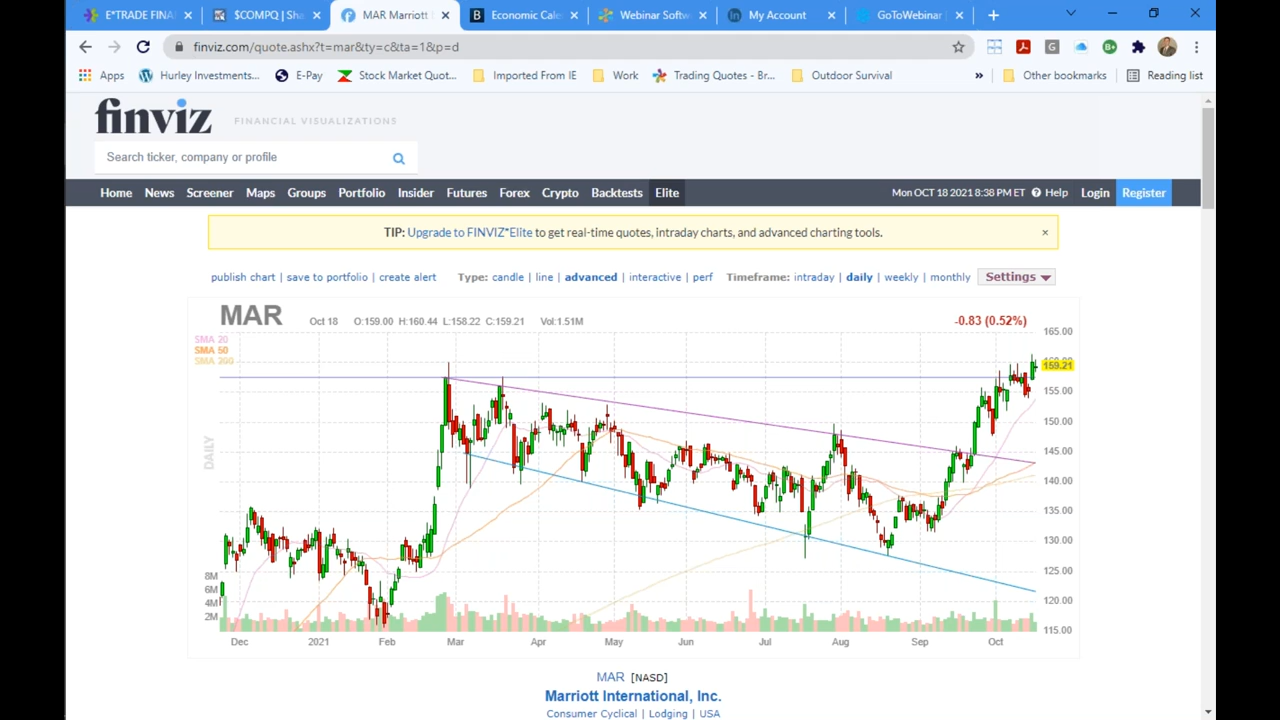 E*TRADE FINA
$COMPQ | Sha
MAR Marriott
Economic Cale
Webinar Softw
My Account
GoToWebinar
finviz.com/quote.ashx?t=mar&ty=c&ta=1&p=d
Apps
Hurley Investments...
E-Pay
Stock Market Quot...
Imported From IE
Work
Trading Quotes - Br...
Outdoor Survival
»
Other bookmarks
Reading list
finviz
FINANCIAL VISUALIZATIONS
Search ticker, company or profile
Home News Screener Maps Groups Portfolio Insider Futures Forex Crypto Backtests Elite
Mon OCT 18 2021 8:38 PM ET
Help
Login
Register
TIP: Upgrade to FINVIZ*Elite to get real-time quotes, intraday charts, and advanced charting tools.
publish chart | save to portfolio | create alert
Type: candle | line | advanced | interactive | perf
Timeframe: intraday | daily | weekly | monthly
Settings
MAR
Oct 18 O:159.00 H:160.44 L:158.22 C:159.21 Vol:1.51M
-0.83 (0.52%)
SMA 20
SMA 50
SMA 200
DAILY
165.00
159.21
155.00
150.00
145.00
140.00
135.00
130.00
125.00
120.00
115.00
8M
6M
4M
2M
Dec 2021 Feb Mar Apr May Jun Jul Aug Sep Oct
MAR [NASD]
Marriott International, Inc.
Consumer Cyclical | Lodging | USA